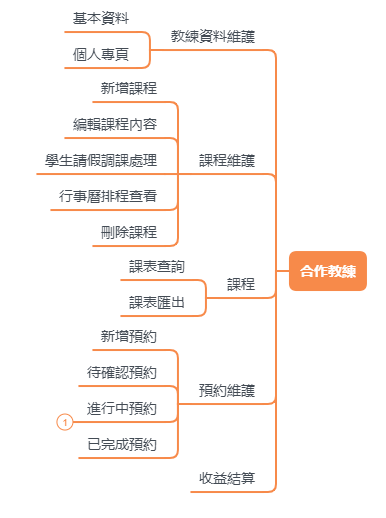 合作教練
教練資料維護
基本資料
個人專頁
課程維護
新增課程
編輯課程內容
學生請假調課處理
行事曆排程查看
刪除課程
課程
課表查詢
課表匯出
預約維護
新增預約
待確認預約
進行中預約
1
已完成預約
收益結算